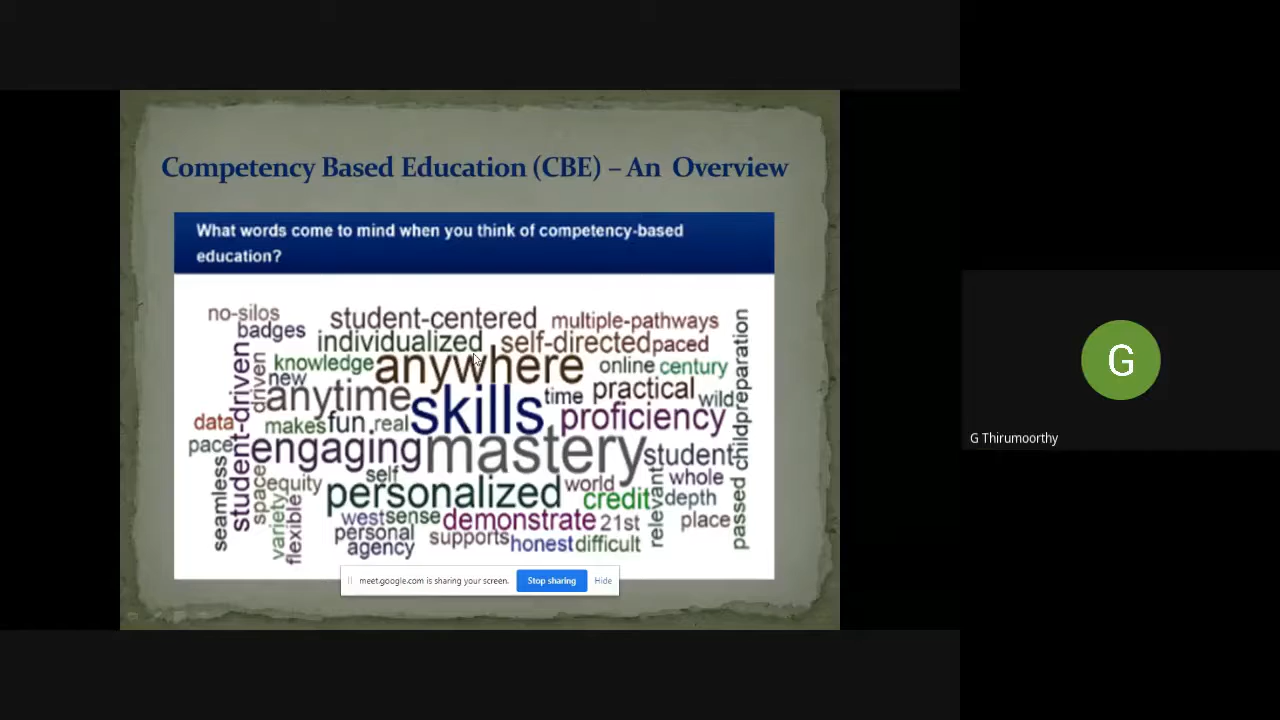 Competency Based Education (CBE) – An Overview
What words come to mind when you think of competency-based
education?
no-silos
student-centered
multiple-pathways
badges
individualized
self-directed
paced
knowledge
anywhere
online
century
new
driven
student-driven
anytime
skills
time
practical
wild
preparation
data
makes
fun
real
proficiency
pace
engaging
mastery
student
child
seamless
space
equity
self
personalized
world
credit
whole
depth
relevant
passed
variety
flexible
west
sense
demonstrate
21st
place
personal
agency
supports
honest
difficult
meet.google.com is sharing your screen.
Stop sharing
Hide
G
G Thirumoorthy